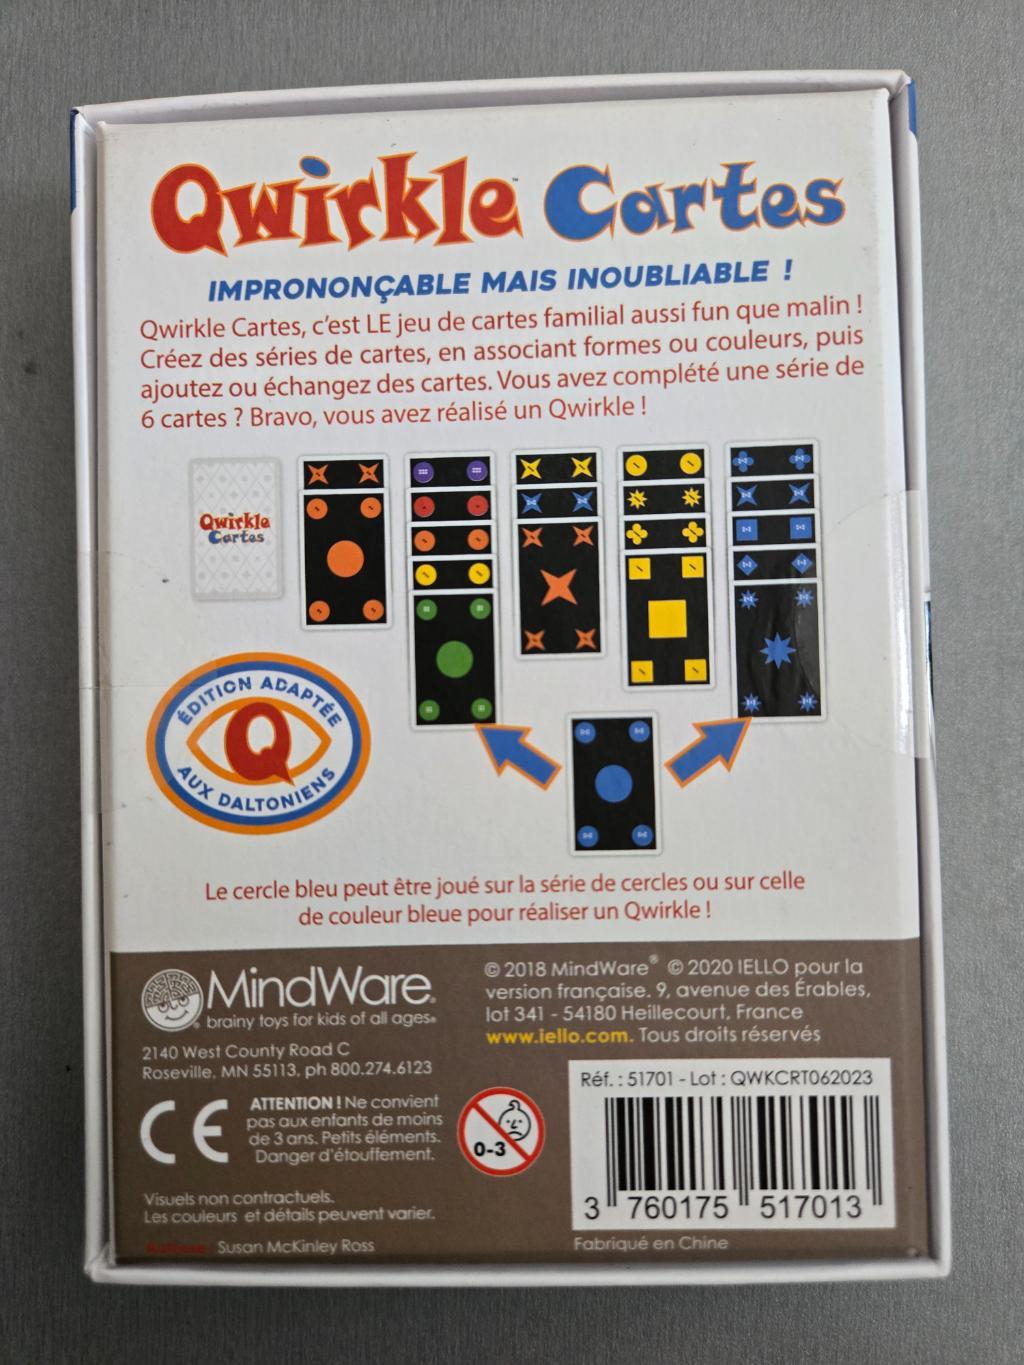 Qwirkle™ Cartes
IMPRONONÇABLE MAIS INOUBLIABLE !
Qwirkle Cartes, c'est LE jeu de cartes familial aussi fun que malin !
Créez des séries de cartes, en associant formes ou couleurs, puis
ajoutez ou échangez des cartes. Vous avez complété une série de
6 cartes ? Bravo, vous avez réalisé un Qwirkle !
Qwirkle
Cartes
ÉDITION ADAPTÉE
Q
AUX DALTONIENS
Le cercle bleu peut être joué sur la série de cercles ou sur celle
de couleur bleue pour réaliser un Qwirkle !
MindWare®
brainy toys for kids of all ages®
2140 West County Road C
Roseville, MN 55113, ph 800.274.6123
© 2018 MindWare® © 2020 IELLO pour la
version française. 9, avenue des Érables,
lot 341 - 54180 Heillecourt, France
www.iello.com. Tous droits réservés
CE
ATTENTION ! Ne convient
pas aux enfants de moins
de 3 ans. Petits éléments.
Danger d'étouffement.
0-3
Réf. : 51701 - Lot : QWKCRT062023
3 760175 517013
Visuels non contractuels.
Les couleurs et détails peuvent varier.
Susan McKinley Ross
Fabriqué en Chine